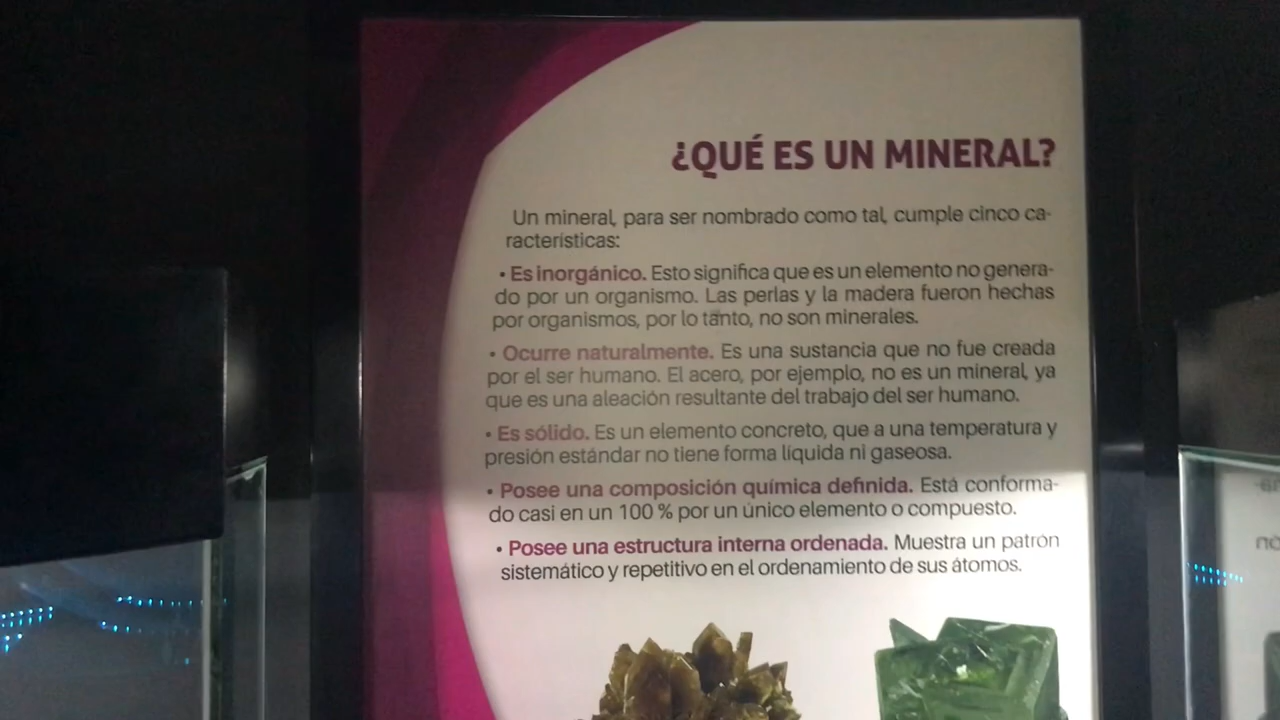 ¿QUÉ ES UN MINERAL?
Un mineral, para ser nombrado como tal, cumple cinco ca-
racterísticas:
• Es inorgánico. Esto significa que es un elemento no genera-
do por un organismo. Las perlas y la madera fueron hechas
por organismos, por lo tanto, no son minerales.
• Ocurre naturalmente. Es una sustancia que no fue creada
por el ser humano. El acero, por ejemplo, no es un mineral, ya
que es una aleación resultante del trabajo del ser humano.
• Es sólido. Es un elemento concreto, que a una temperatura y
presión estándar no tiene forma líquida ni gaseosa.
• Posee una composición química definida. Está conforma-
do casi en un 100 % por un único elemento o compuesto.
• Posee una estructura interna ordenada. Muestra un patrón
sistemático y repetitivo en el ordenamiento de sus átomos.